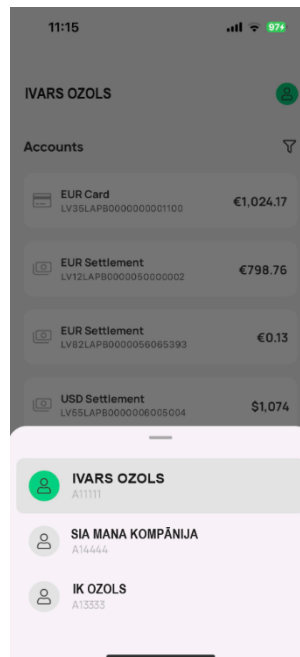 11:15
97+
IVARS OZOLS
Accounts
EUR Card
LV35LAPB0000000001100
€1,024.17
EUR Settlement
LV12LAPB0000050000002
€798.76
EUR Settlement
LV82LAPB0000056065393
€0.13
USD Settlement
LV55LAPB0000006005004
$1,074
IVARS OZOLS
A11111
SIA MANA KOMPĀNIJA
A14444
IK OZOLS
A13333